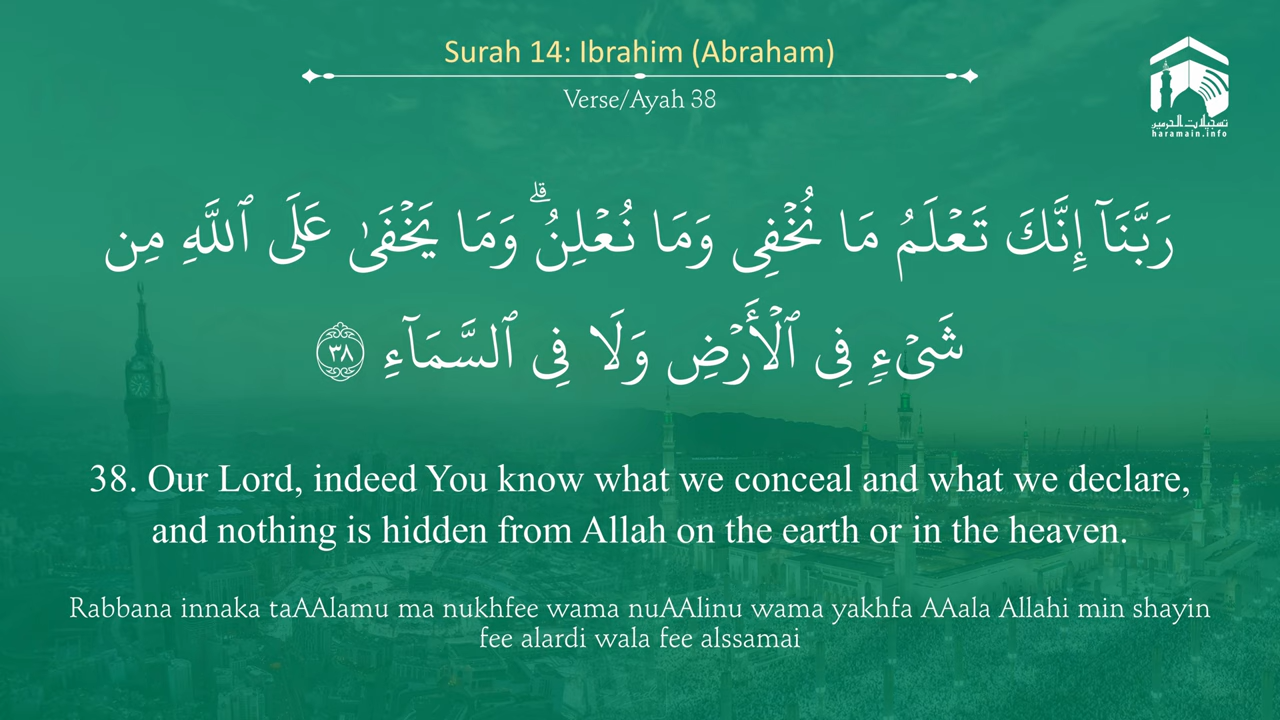 Surah 14: Ibrahim (Abraham)
Verse/Ayah 38
تسجيلات الحرمين
haramain.info
رَبَّنَآ إِنَّكَ تَعْلَمُ مَا نُخْفِى وَمَا نُعْلِنُ ۗ وَمَا يَخْفَىٰ عَلَى ٱللَّهِ مِن
شَىْءٍ فِى ٱلْأَرْضِ وَلَا فِى ٱلسَّمَآءِ ٣٨
38. Our Lord, indeed You know what we conceal and what we declare,
and nothing is hidden from Allah on the earth or in the heaven.
Rabbana innaka taAAlamu ma nukhfee wama nuAAlinu wama yakhfa AAala Allahi min shayin
fee alardi wala fee alssamai